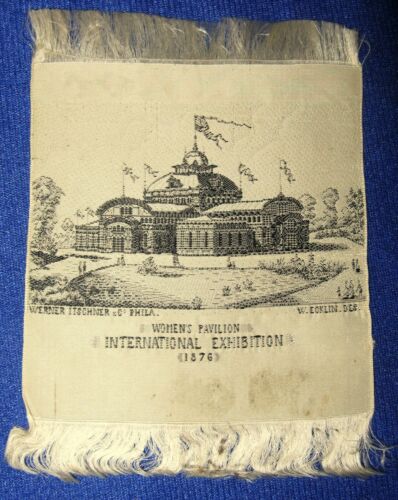 WERNER ITSCHNER & Cº PHILA.
W. ECKLIN. DES.
WOMEN'S PAVILION
INTERNATIONAL EXHIBITION
1876